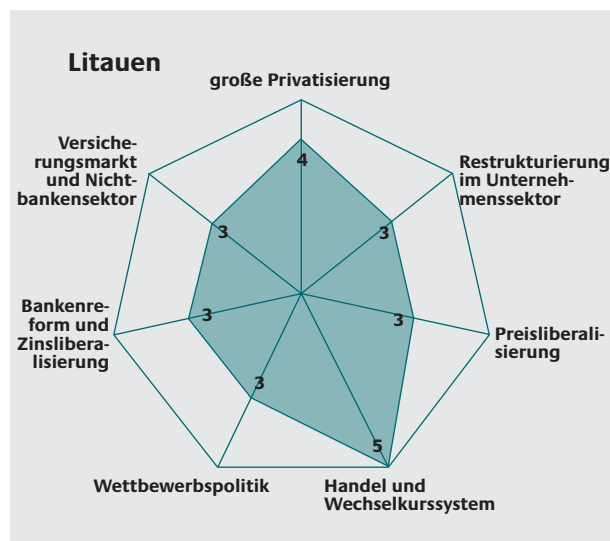 Litauen
große Privatisierung
Versiche-
rungsmarkt
und Nicht-
bankensektor
Restrukturierung
im Unterneh-
menssektor
4
3
3
Bankenre-
form und
Zinslibera-
lisierung
3
3
Preisliberali-
sierung
3
5
Wettbewerbspolitik
Handel und
Wechselkurssystem